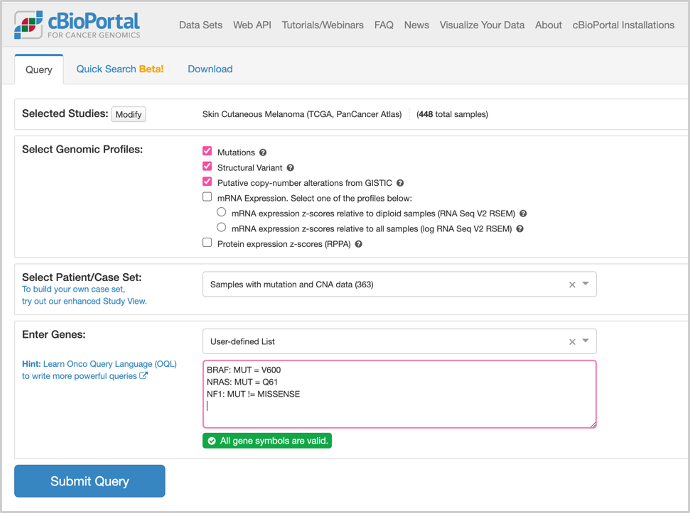 cBioPortal
FOR CANCER GENOMICS
Data Sets Web API Tutorials/Webinars FAQ News Visualize Your Data About cBioPortal Installations
Query Quick Search Beta! Download
Selected Studies: Modify Skin Cutaneous Melanoma (TCGA, PanCancer Atlas) (448 total samples)
Select Genomic Profiles: Mutations
Structural Variant
Putative copy-number alterations from GISTIC
mRNA Expression. Select one of the profiles below:
mRNA expression z-scores relative to diploid samples (RNA Seq V2 RSEM)
mRNA expression z-scores relative to all samples (log RNA Seq V2 RSEM)
Protein expression z-scores (RPPA)
Select Patient/Case Set:
To build your own case set,
try out our enhanced Study View.
Samples with mutation and CNA data (363)
Enter Genes:
User-defined List
Hint: Learn Onco Query Language (OQL)
to write more powerful queries
BRAF: MUT = V600
NRAS: MUT = Q61
NF1: MUT != MISSENSE
All gene symbols are valid.
Submit Query